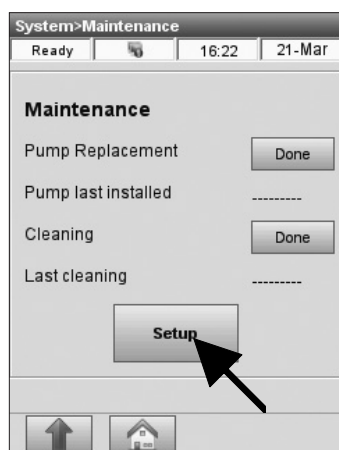 System>Maintenance
Ready 16:22 21-Mar
Maintenance
Pump Replacement Done
Pump last installed ---------
Cleaning Done
Last cleaning ---------
Setup